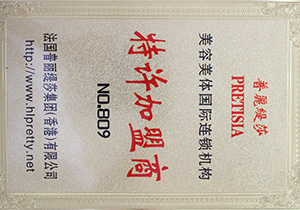 普丽缇莎
PRETISIA
美容美体国际连锁机构
特许加盟商
NO.809
法国普丽缇莎集团(香港)有限公司
http://www.hlpretty.net